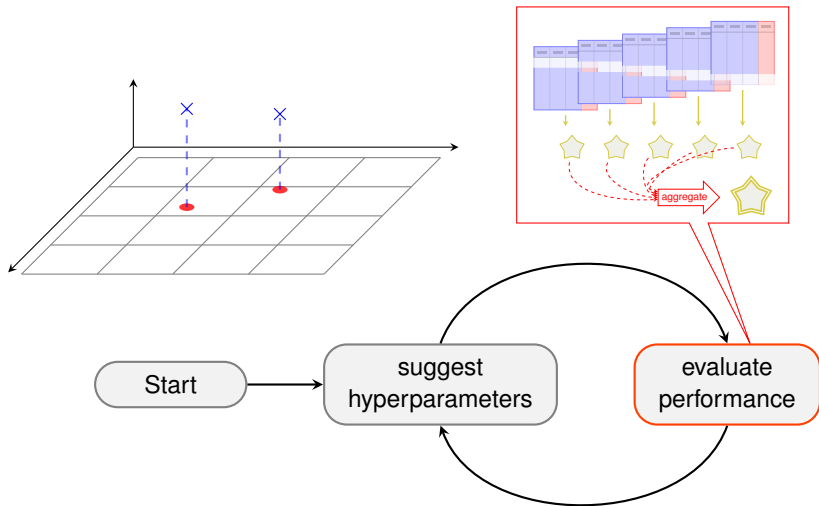 aggregate
Start
suggest
hyperparameters
evaluate
performance